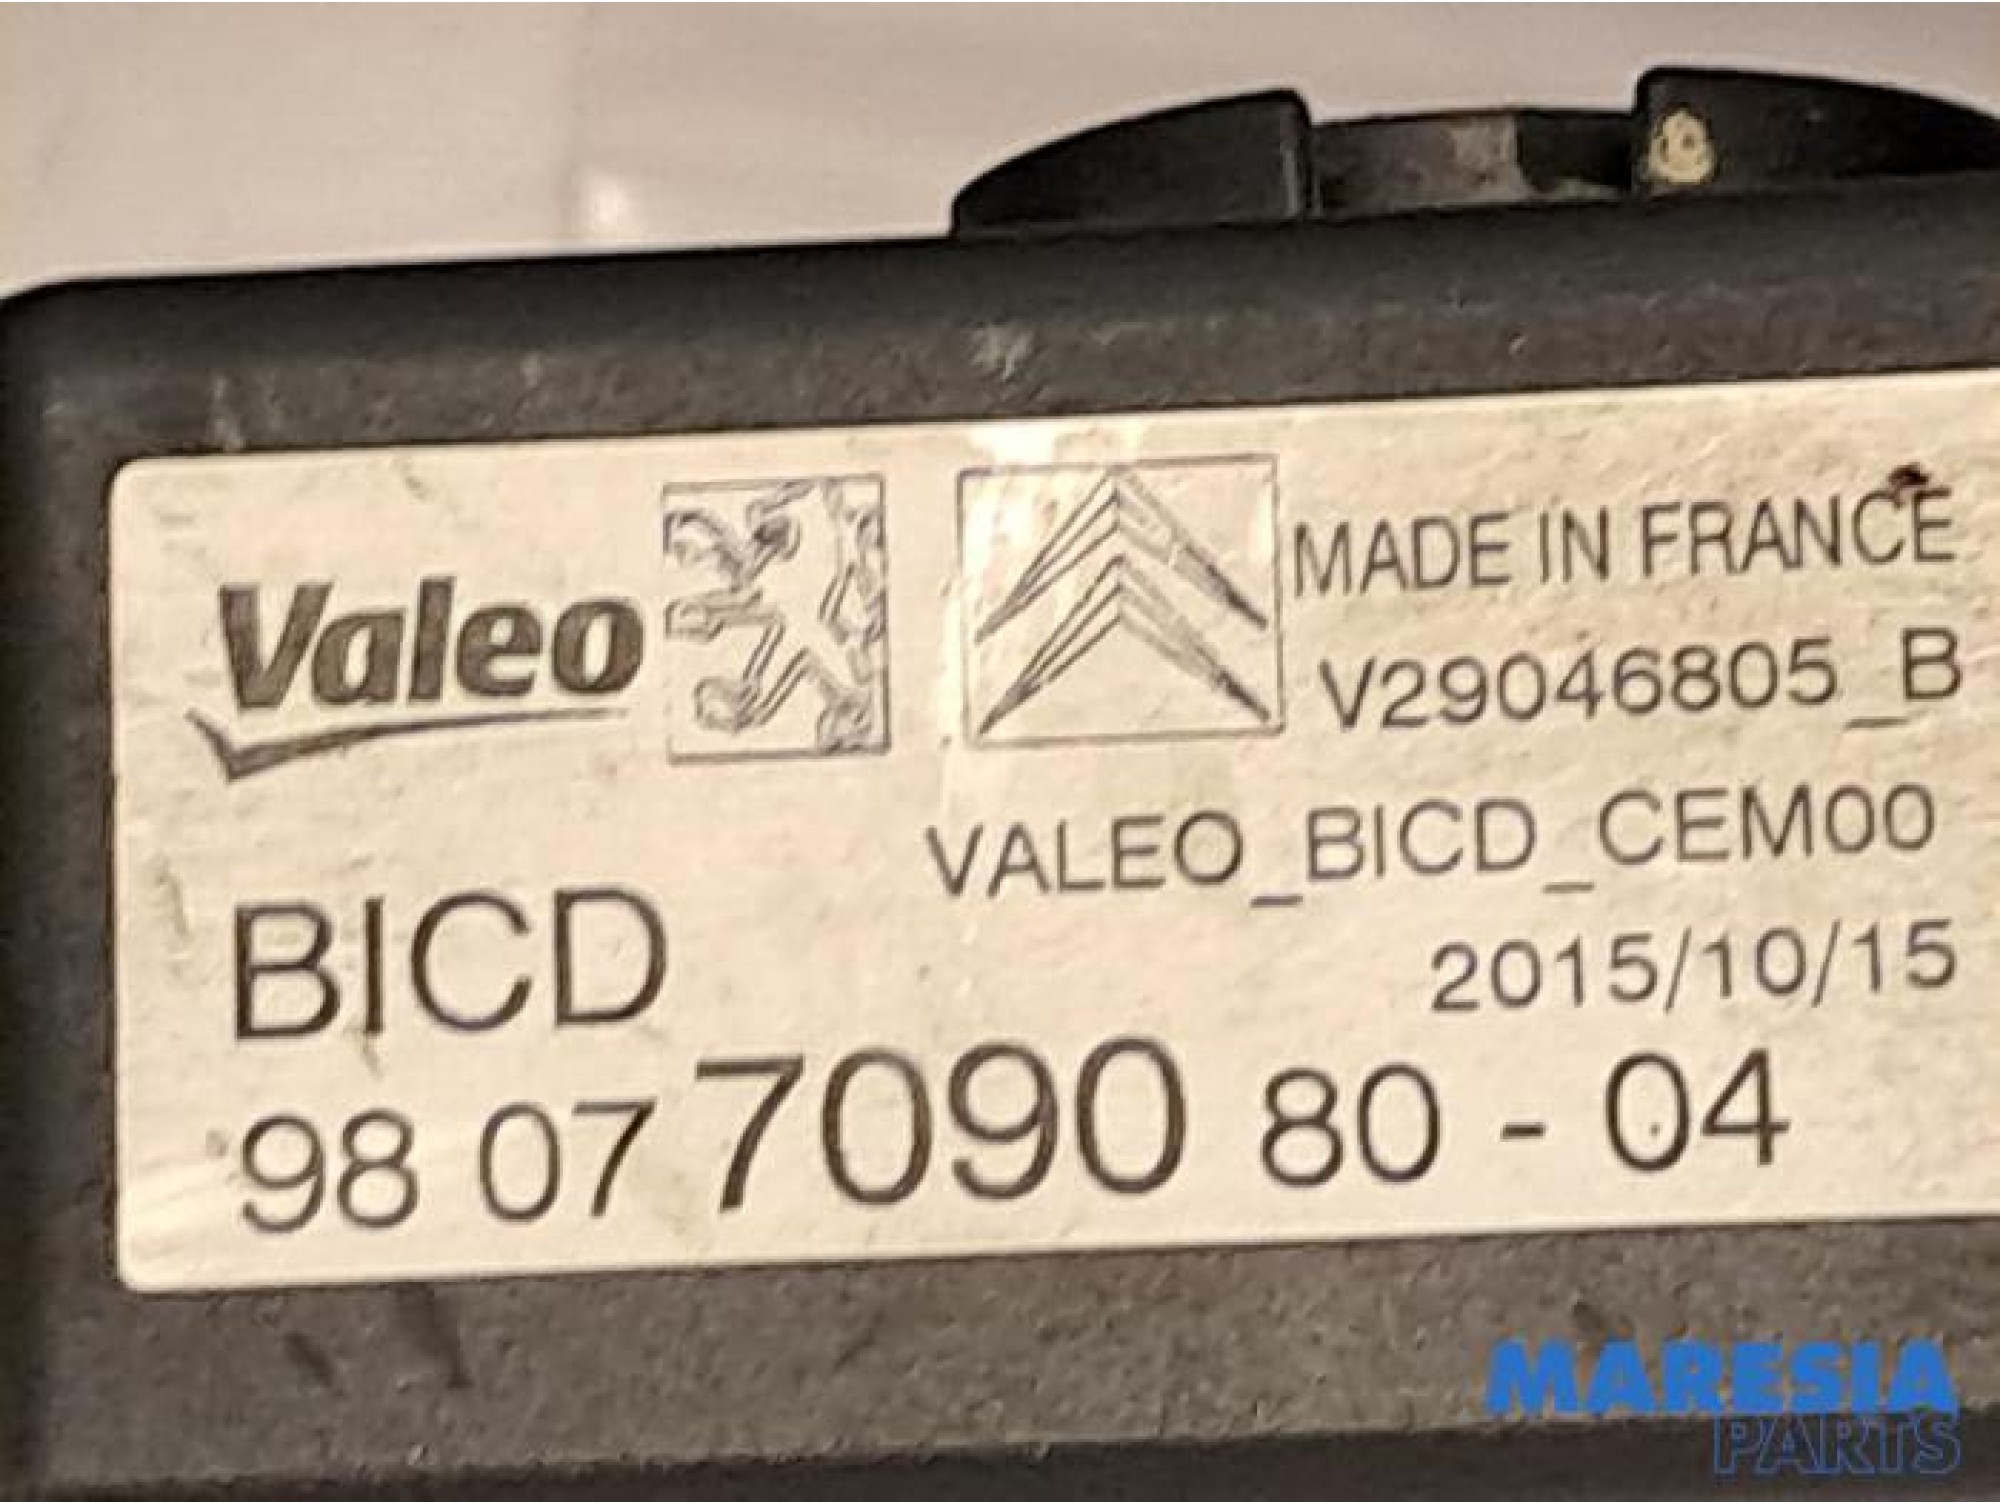 Valeo
MADE IN FRANCE
V29046805_B
VALEO_BICD_CEM00
BICD
2015/10/15
98 07 7090 80 - 04
MARESIA
PARTS